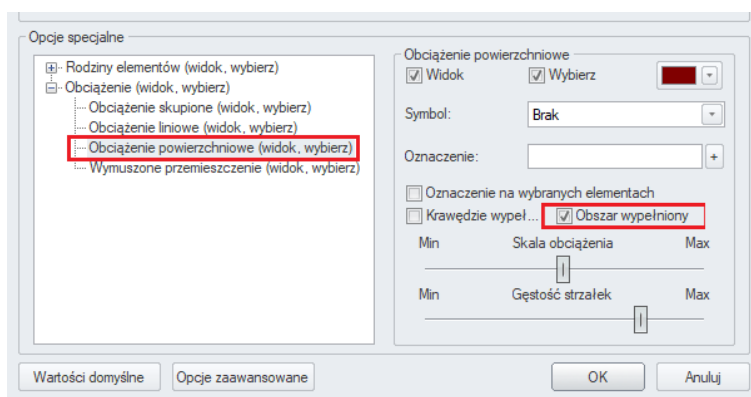 Opcje specjalne
Rodziny elementów (widok, wybierz)
Obciążenie (widok, wybierz)
Obciążenie skupione (widok, wybierz)
Obciążenie liniowe (widok, wybierz)
Obciążenie powierzchniowe (widok, wybierz)
Wymuszone przemieszczenie (widok, wybierz)
Obciążenie powierzchniowe
Widok Wybierz
Symbol: Brak
Oznaczenie: +
Oznaczenie na wybranych elementach
Krawędzie wypeł... Obszar wypełniony
Min Skala obciążenia Max
Min Gęstość strzałek Max
Wartości domyślne Opcje zaawansowane OK Anuluj